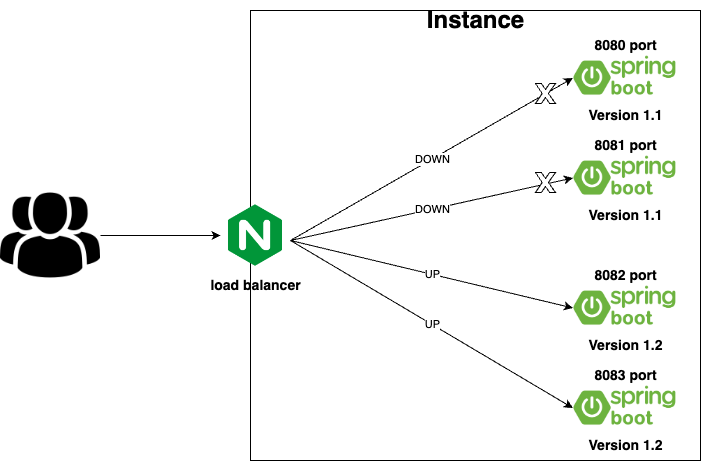 Instance
8080 port
spring
boot
Version 1.1
DOWN
8081 port
spring
boot
Version 1.1
DOWN
N
load balancer
UP
8082 port
spring
boot
Version 1.2
UP
8083 port
spring
boot
Version 1.2